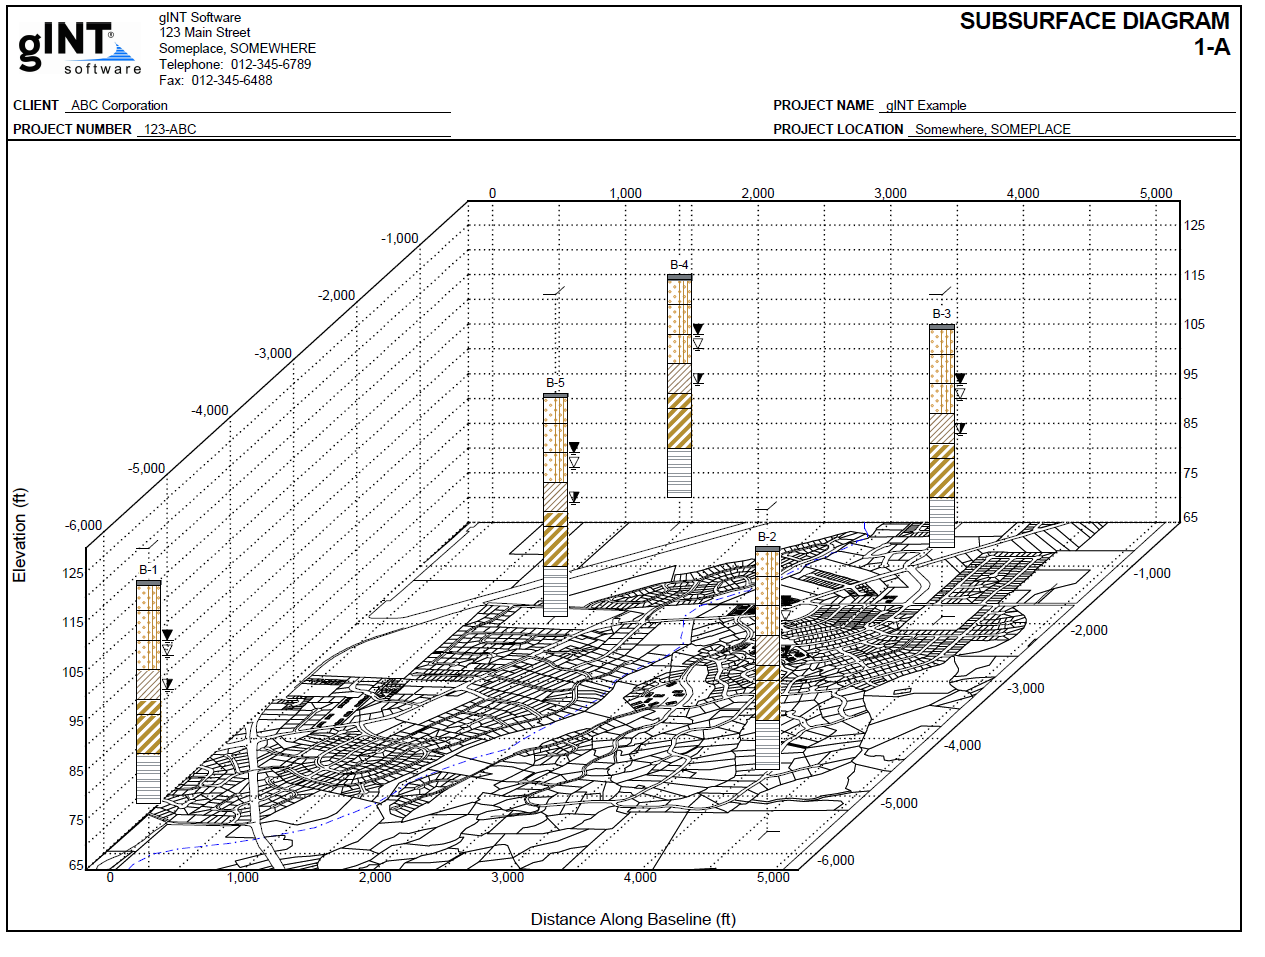 gINT®
software
gINT Software
123 Main Street
Someplace, SOMEWHERE
Telephone:  012-345-6789
Fax:  012-345-6488
SUBSURFACE DIAGRAM
1-A
CLIENT ABC Corporation
PROJECT NAME gINT Example
PROJECT NUMBER 123-ABC
PROJECT LOCATION Somewhere, SOMEPLACE
0 1,000 2,000 3,000 4,000 5,000
125
115
105
95
85
75
65
-1,000
-2,000
-3,000
-4,000
-5,000
-6,000
B-4
B-3
B-5
B-2
B-1
Elevation (ft)
125
115
105
95
85
75
65
-1,000
-2,000
-3,000
-4,000
-5,000
-6,000
0 1,000 2,000 3,000 4,000 5,000
Distance Along Baseline (ft)